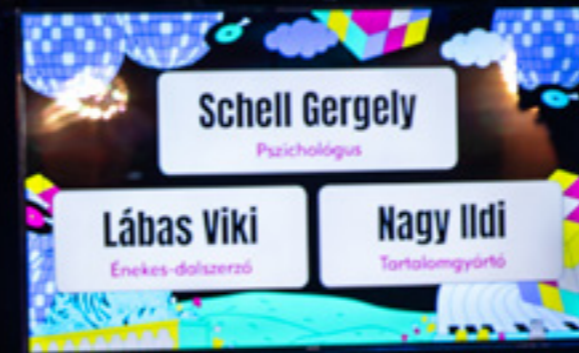 Schell Gergely
Pszichológus
Lábas Viki
Énekes-dalszerző
Nagy Ildi
Tartalomgyártó